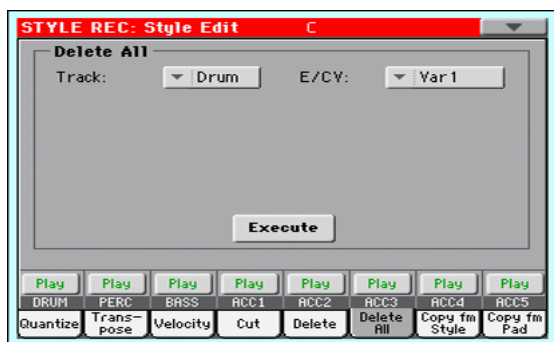 STYLE REC: Style Edit C
Delete All
Track: Drum E/CV: Var1
Execute
Play Play Play Play Play Play Play Play
DRUM PERC BASS ACC1 ACC2 ACC3 ACC4 ACC5
Quantize Trans- Velocity Cut Delete Delete Copy fm Copy fm
pose All Style Pad